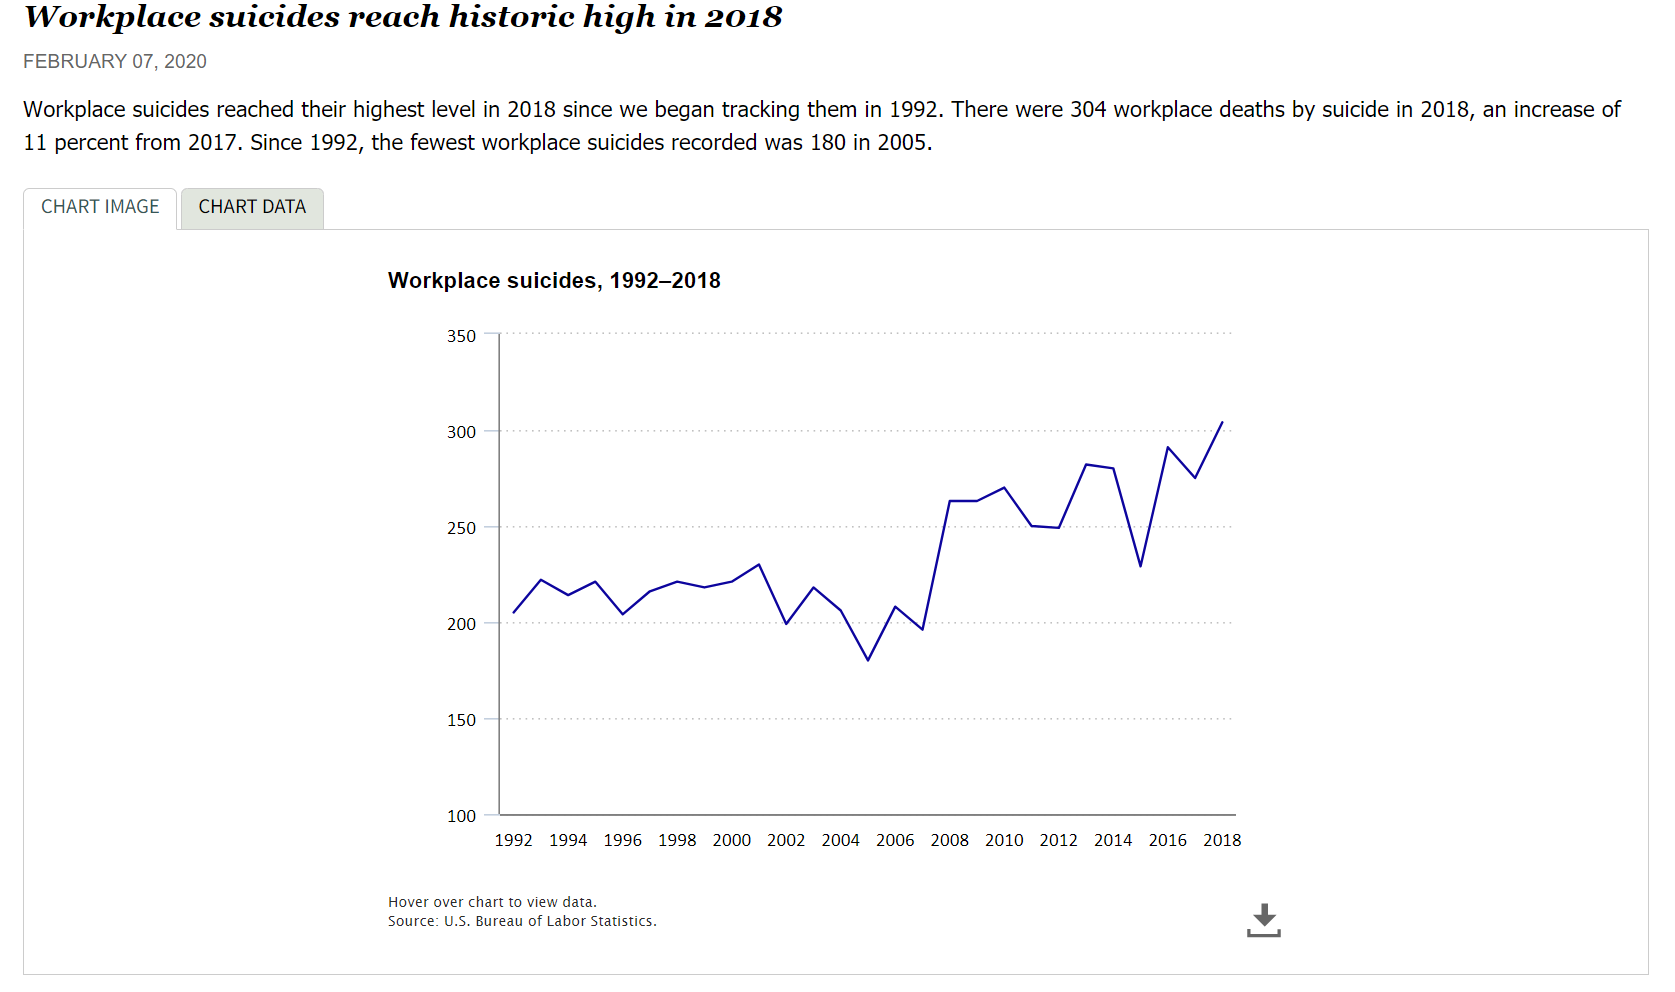 Workplace suicides reach historic high in 2018
FEBRUARY 07, 2020
Workplace suicides reached their highest level in 2018 since we began tracking them in 1992. There were 304 workplace deaths by suicide in 2018, an increase of
11 percent from 2017. Since 1992, the fewest workplace suicides recorded was 180 in 2005.
CHART IMAGE CHART DATA
Workplace suicides, 1992–2018
350
300
250
200
150
100
1992 1994 1996 1998 2000 2002 2004 2006 2008 2010 2012 2014 2016 2018
Hover over chart to view data.
Source: U.S. Bureau of Labor Statistics.